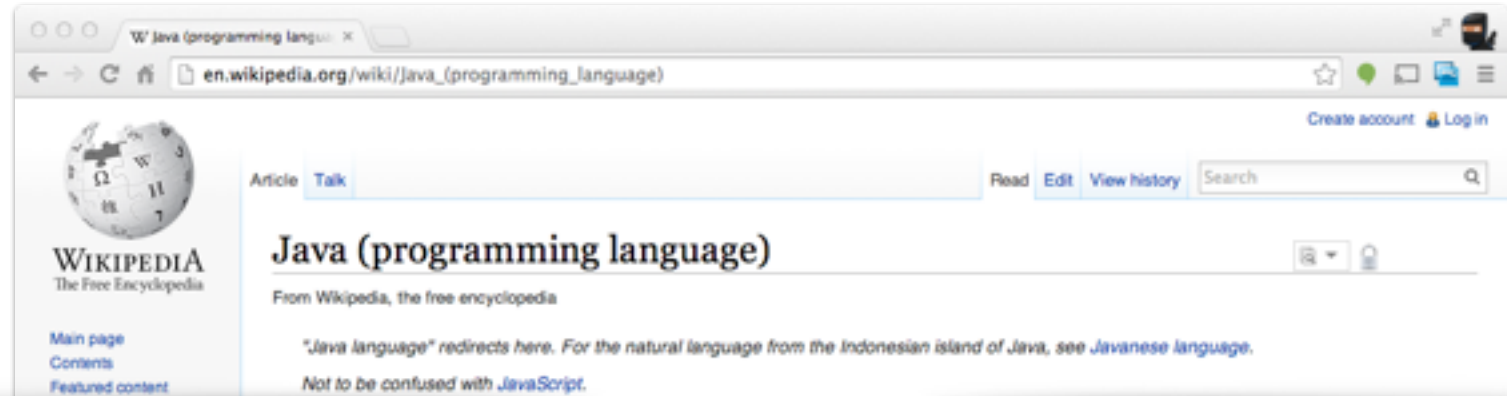 W Java (programming langu
en.wikipedia.org/wiki/Java_(programming_language)
Create account Log in
Article Talk Read Edit View history Search
WIKIPEDIA
The Free Encyclopedia
Java (programming language)
From Wikipedia, the free encyclopedia
"Java language" redirects here. For the natural language from the Indonesian island of Java, see Javanese language.
Not to be confused with JavaScript.
Main page
Contents
Featured content